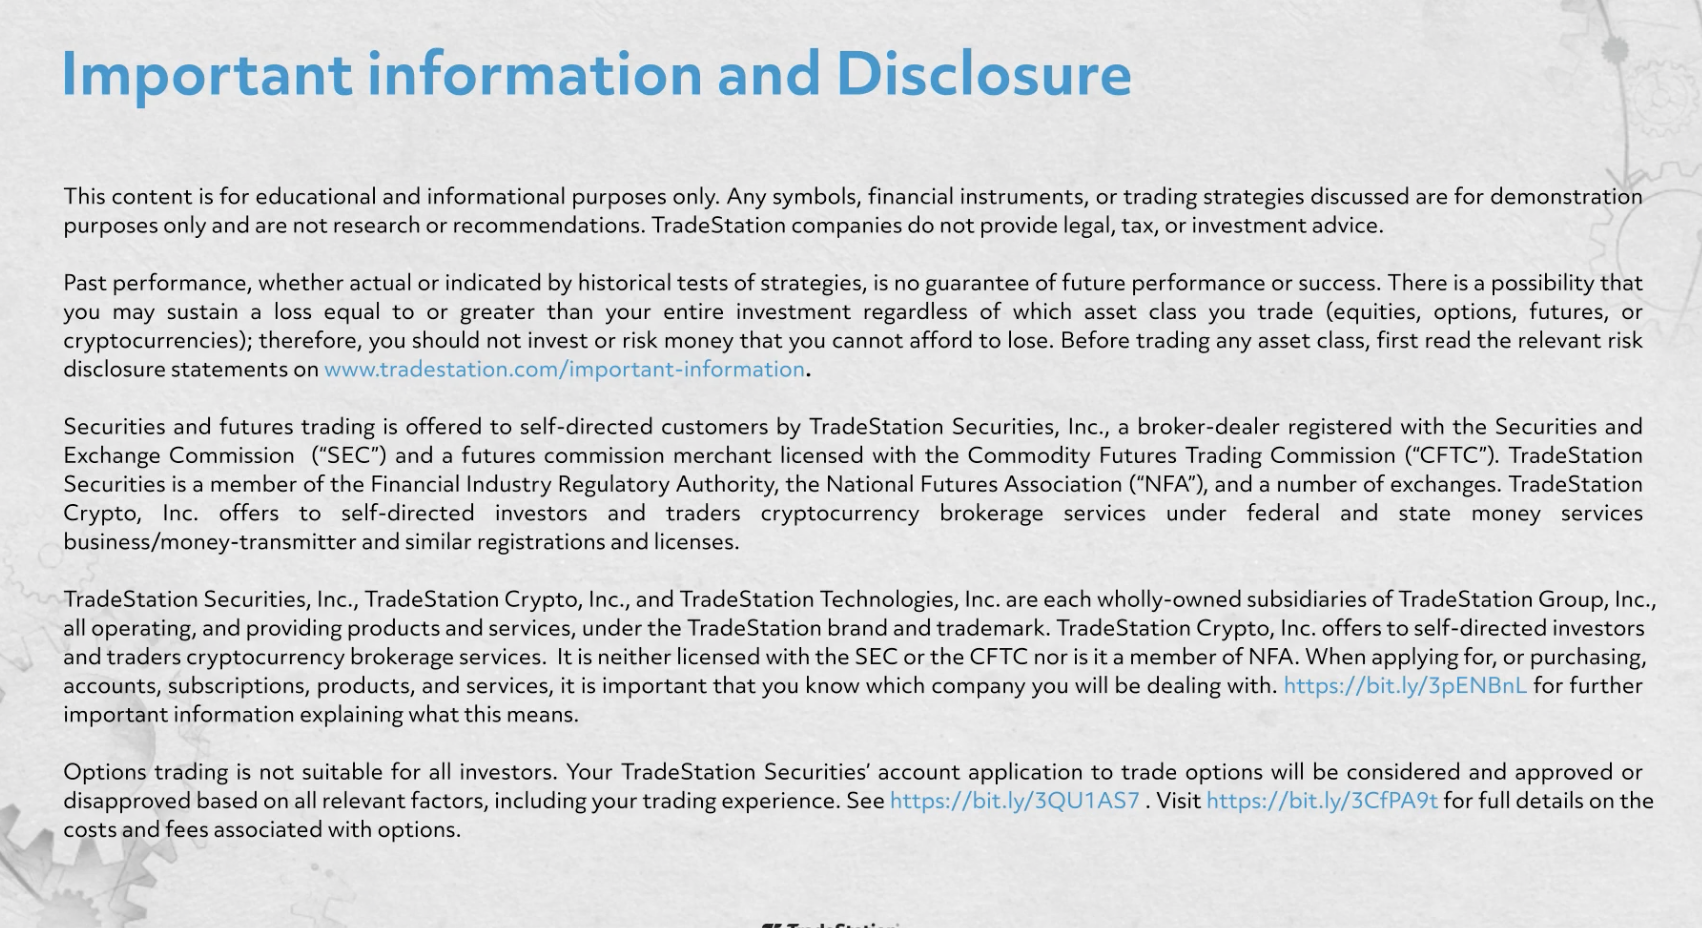 Important information and Disclosure
This content is for educational and informational purposes only. Any symbols, financial instruments, or trading strategies discussed are for demonstration
purposes only and are not research or recommendations. TradeStation companies do not provide legal, tax, or investment advice.
Past performance, whether actual or indicated by historical tests of strategies, is no guarantee of future performance or success. There is a possibility that
you may sustain a loss equal to or greater than your entire investment regardless of which asset class you trade (equities, options, futures, or
cryptocurrencies); therefore, you should not invest or risk money that you cannot afford to lose. Before trading any asset class, first read the relevant risk
disclosure statements on www.tradestation.com/important-information.
Securities and futures trading is offered to self-directed customers by TradeStation Securities, Inc., a broker-dealer registered with the Securities and
Exchange Commission (“SEC”) and a futures commission merchant licensed with the Commodity Futures Trading Commission (“CFTC”). TradeStation
Securities is a member of the Financial Industry Regulatory Authority, the National Futures Association (“NFA”), and a number of exchanges. TradeStation
Crypto, Inc. offers to self-directed investors and traders cryptocurrency brokerage services under federal and state money services
business/money-transmitter and similar registrations and licenses.
TradeStation Securities, Inc., TradeStation Crypto, Inc., and TradeStation Technologies, Inc. are each wholly-owned subsidiaries of TradeStation Group, Inc.,
all operating, and providing products and services, under the TradeStation brand and trademark. TradeStation Crypto, Inc. offers to self-directed investors
and traders cryptocurrency brokerage services. It is neither licensed with the SEC or the CFTC nor is it a member of NFA. When applying for, or purchasing,
accounts, subscriptions, products, and services, it is important that you know which company you will be dealing with. https://bit.ly/3pENBnL for further
important information explaining what this means.
Options trading is not suitable for all investors. Your TradeStation Securities’ account application to trade options will be considered and approved or
disapproved based on all relevant factors, including your trading experience. See https://bit.ly/3QU1AS7 . Visit https://bit.ly/3CfPA9t for full details on the
costs and fees associated with options.
TradeStation